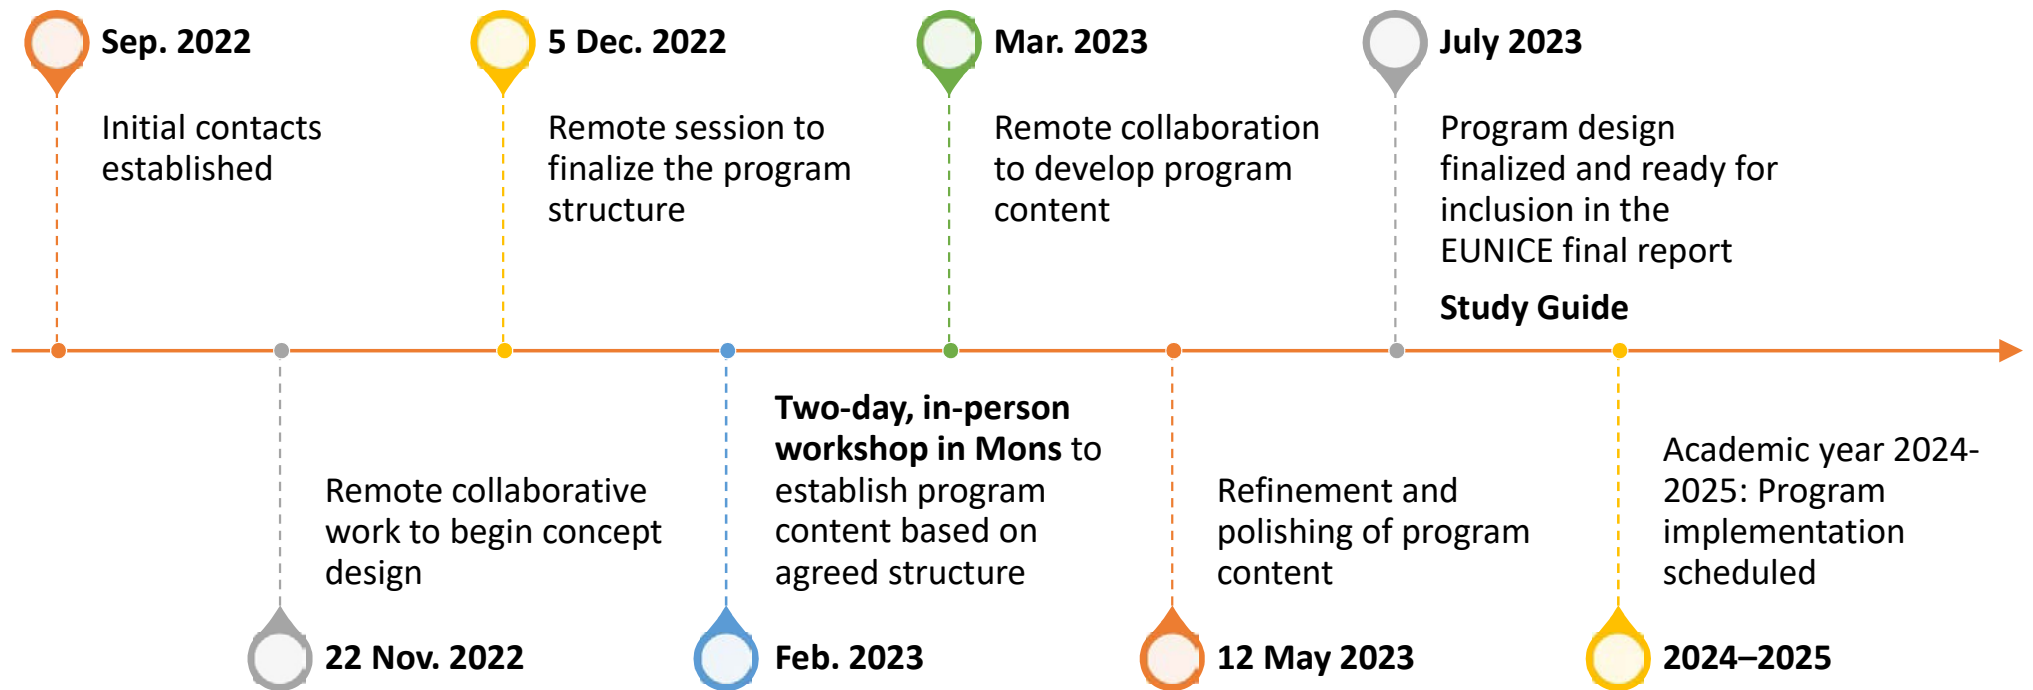 Sep. 2022
Initial contacts
established
5 Dec. 2022
Remote session to
finalize the program
structure
Mar. 2023
Remote collaboration
to develop program
content
July 2023
Program design
finalized and ready for
inclusion in the
EUNICE final report
Study Guide
Remote collaborative
work to begin concept
design
22 Nov. 2022
Two-day, in-person
workshop in Mons to
establish program
content based on
agreed structure
Feb. 2023
Refinement and
polishing of program
content
12 May 2023
Academic year 2024-
2025: Program
implementation
scheduled
2024–2025